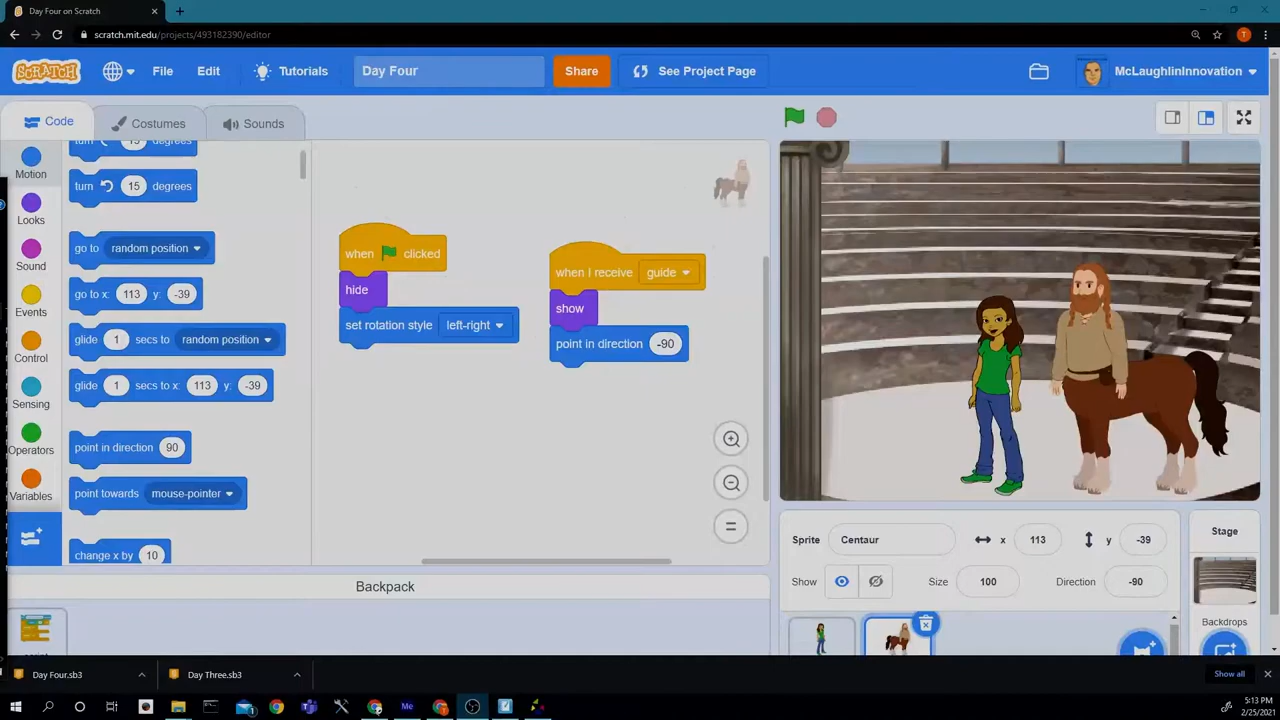 Day Four on Scratch
scratch.mit.edu/projects/493182390/editor
T
SCRATCH
File
Edit
Tutorials
Day Four
Share
See Project Page
McLaughlinInnovation
Code
Costumes
Sounds
Motion
Looks
Sound
Events
Control
Sensing
Operators
Variables
turn 15 degrees
turn 15 degrees
go to random position
go to x: 113 y: -39
glide 1 secs to random position
glide 1 secs to x: 113 y: -39
point in direction 90
point towards mouse-pointer
change x by 10
when clicked
hide
set rotation style left-right
when I receive guide
show
point in direction -90
Sprite Centaur x 113 y -39
Show Size 100 Direction -90
Stage
Backdrops
Backpack
script
Day Four.sb3
Day Three.sb3
Show all
5:13 PM
2/25/2021